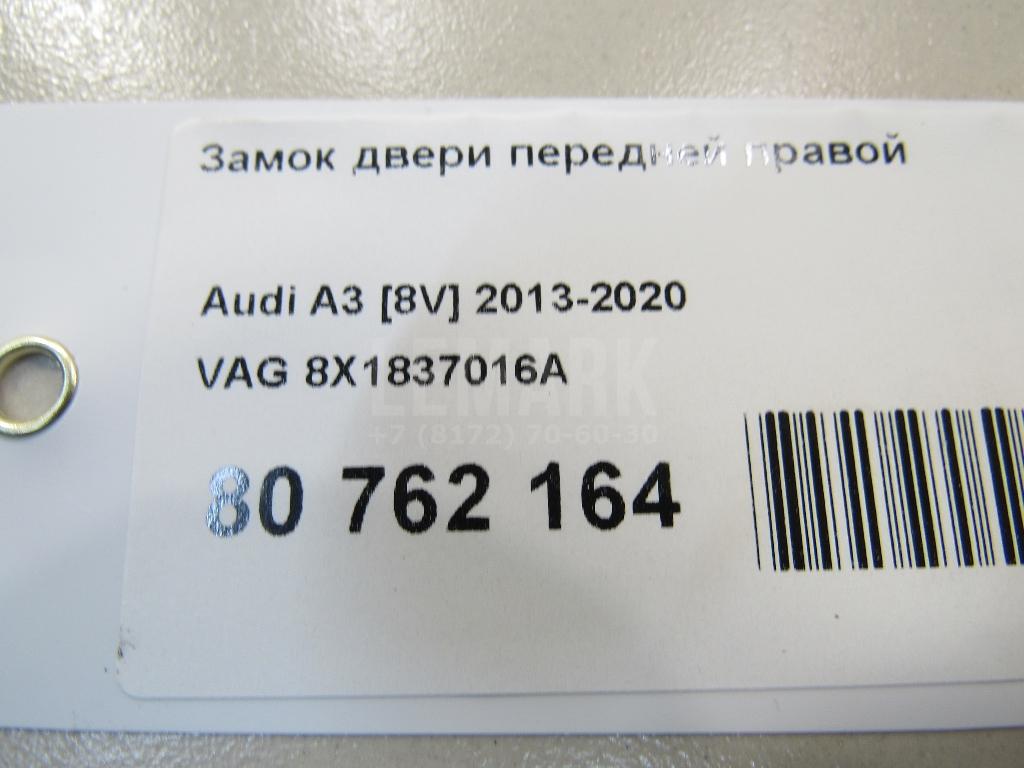 Замок двери передней правой
Audi A3 [8V] 2013-2020
VAG 8X1837016A
LEMARK
+7 (8172) 70-60-30
80 762 164